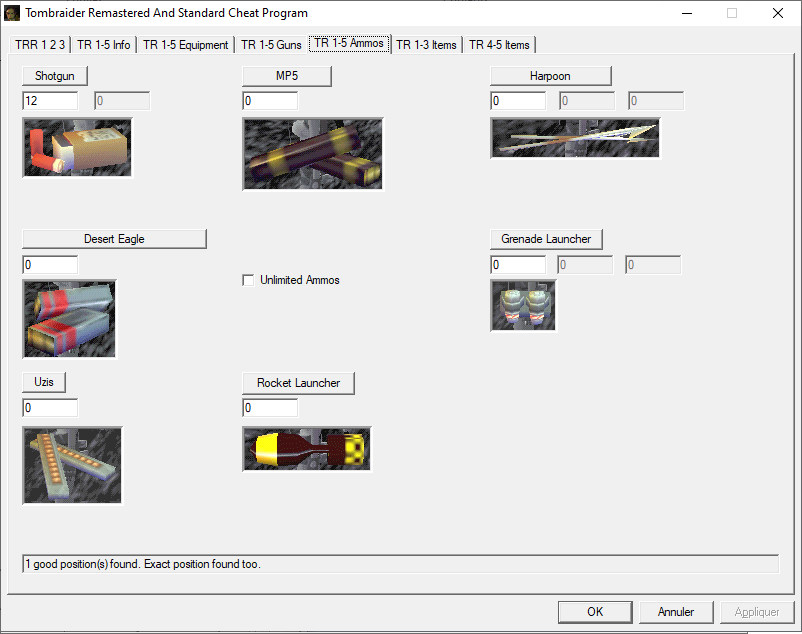 Tombraider Remastered And Standard Cheat Program
TRR 1 2 3 TR 1-5 Info TR 1-5 Equipment TR 1-5 Guns TR 1-5 Ammos TR 1-3 Items TR 4-5 Items
Shotgun MP5 Harpoon
12 0 0 0 0 0
Desert Eagle Grenade Launcher
0 0 0 0
Unlimited Ammos
Uzis Rocket Launcher
0 0
1 good position(s) found. Exact position found too.
OK Annuler Appliquer